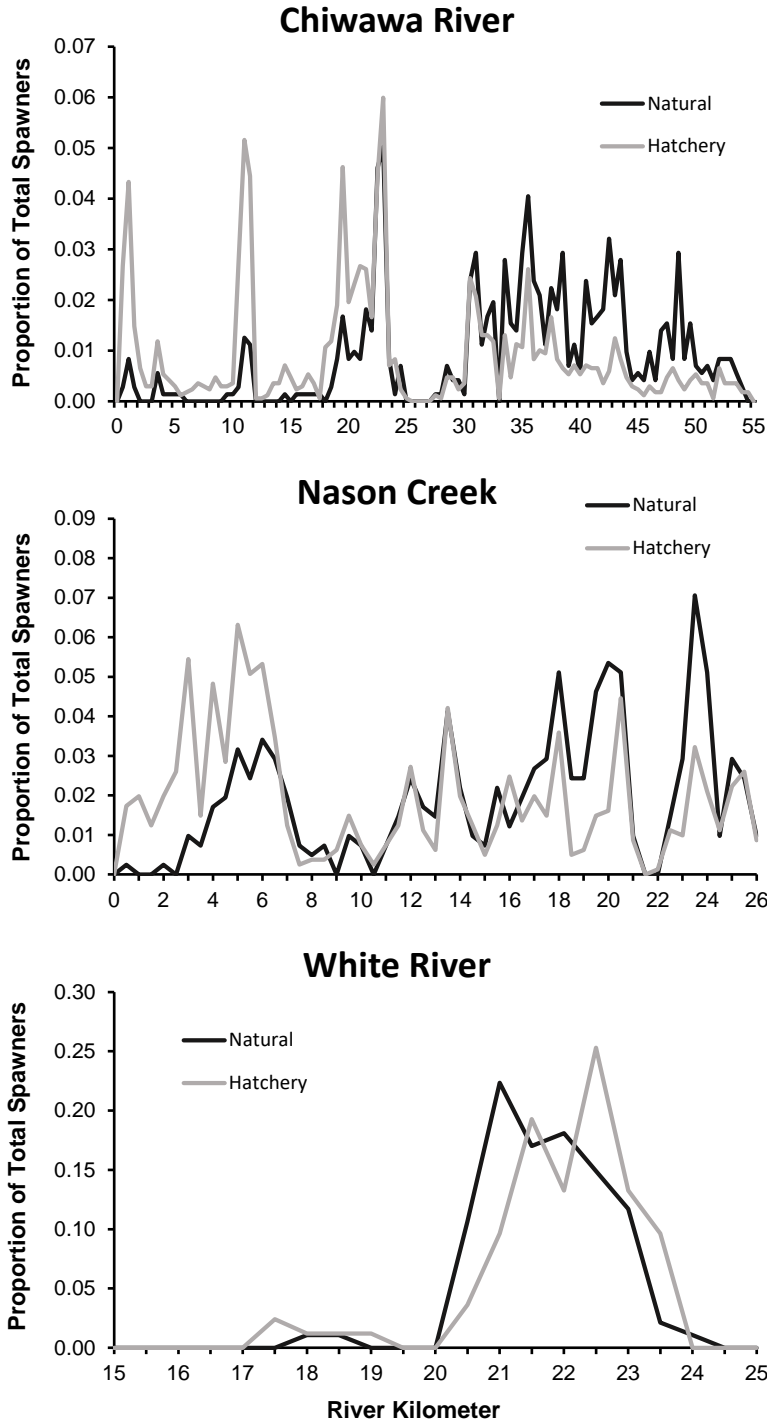 Chiwawa River
Proportion of Total Spawners
0.07
0.06
0.05
0.04
0.03
0.02
0.01
0.00
Natural
Hatchery
0 5 10 15 20 25 30 35 40 45 50 55
Nason Creek
Proportion of Total Spawners
0.09
0.08
0.07
0.06
0.05
0.04
0.03
0.02
0.01
0.00
Natural
Hatchery
0 2 4 6 8 10 12 14 16 18 20 22 24 26
White River
Proportion of Total Spawners
0.30
0.25
0.20
0.15
0.10
0.05
0.00
Natural
Hatchery
15 16 17 18 19 20 21 22 23 24 25
River Kilometer